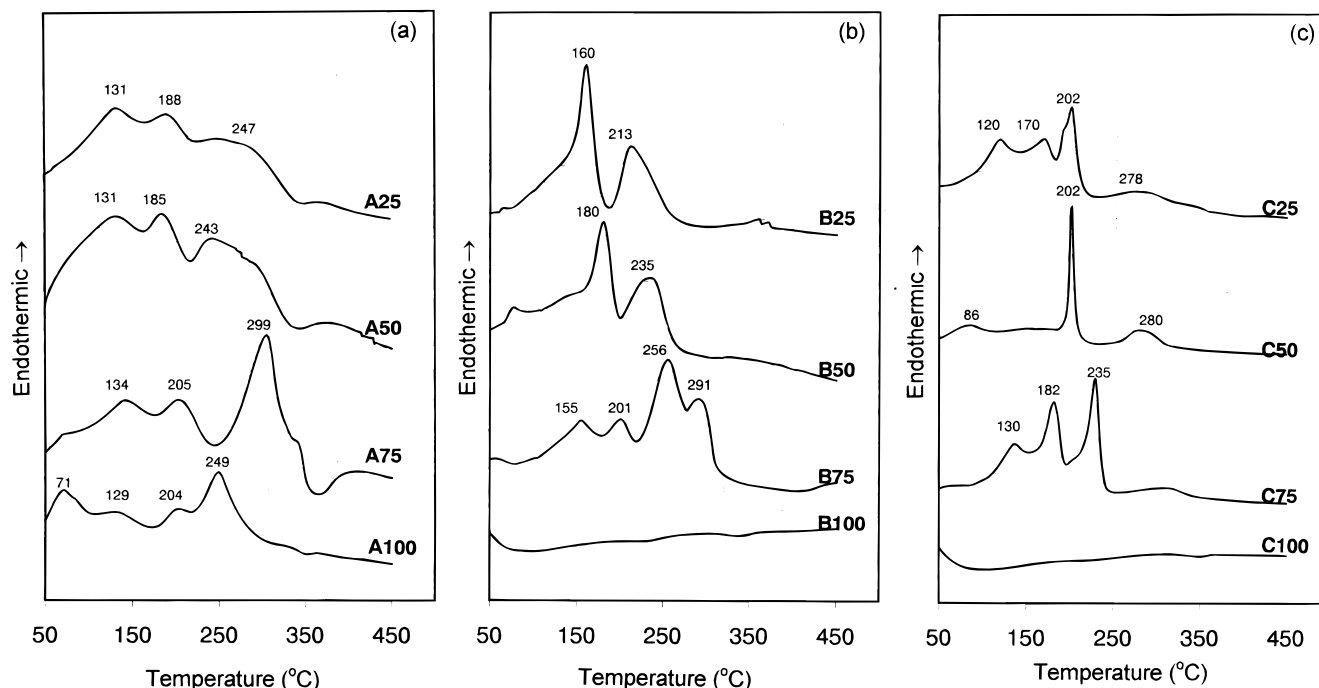 (a)
Endothermic →
131
188
247
A25
131
185
243
A50
299
134
205
A75
71
129
204
249
A100
50 150 250 350 450
Temperature (°C)
(b)
Endothermic →
160
213
B25
180
235
B50
256
291
155
201
B75
B100
50 150 250 350 450
Temperature (°C)
(c)
Endothermic →
202
120
170
278
C25
202
86
280
C50
235
182
130
C75
C100
50 150 250 350 450
Temperature (°C)